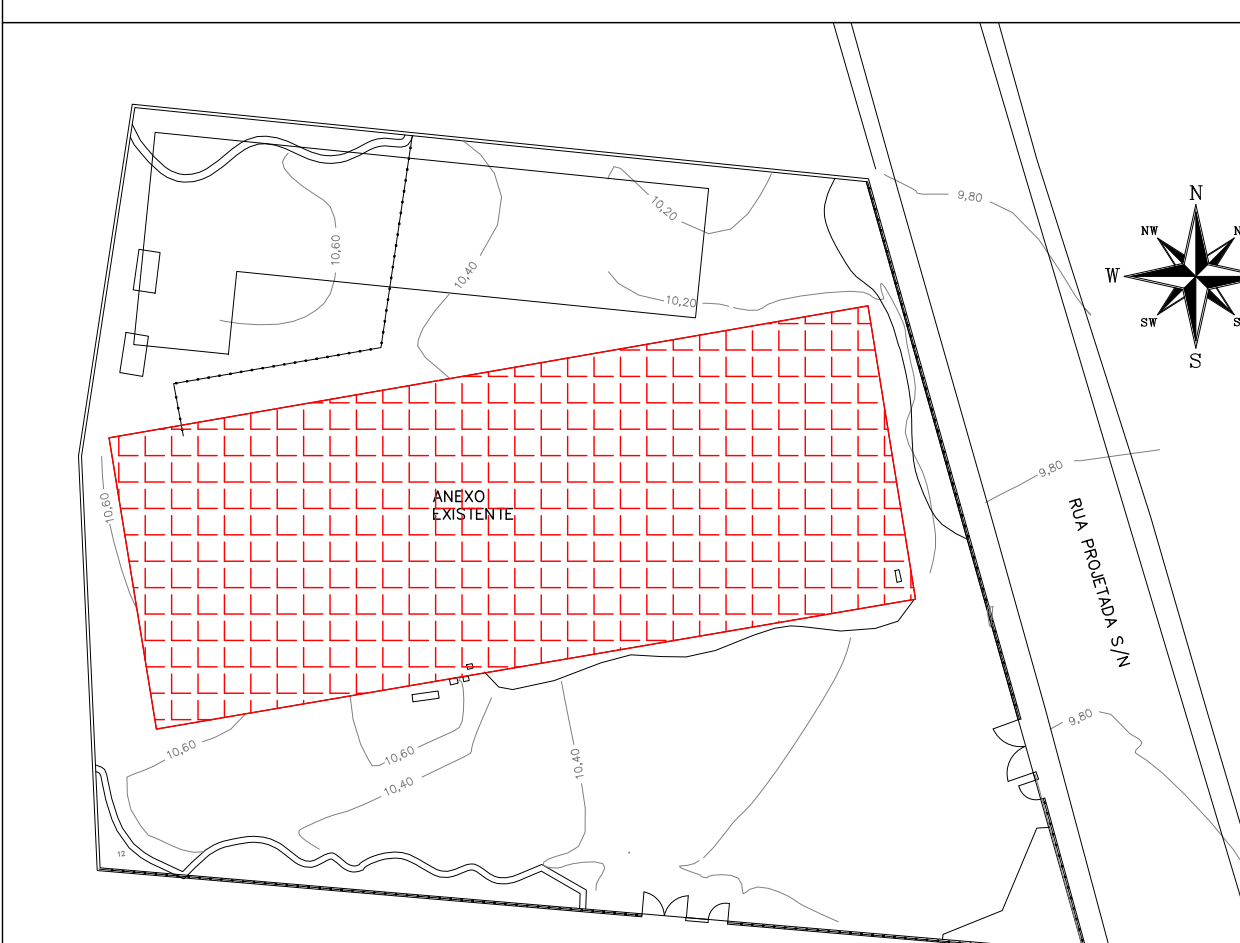 9,80
N
NW
N
10,20
10,60
10,40
W
10,20
SW
S
S
9,80
ANEXO
EXISTENTE
10,60
RUA PROJETADA S/N
9,80
10,60
10,60
10,40
10,40
12